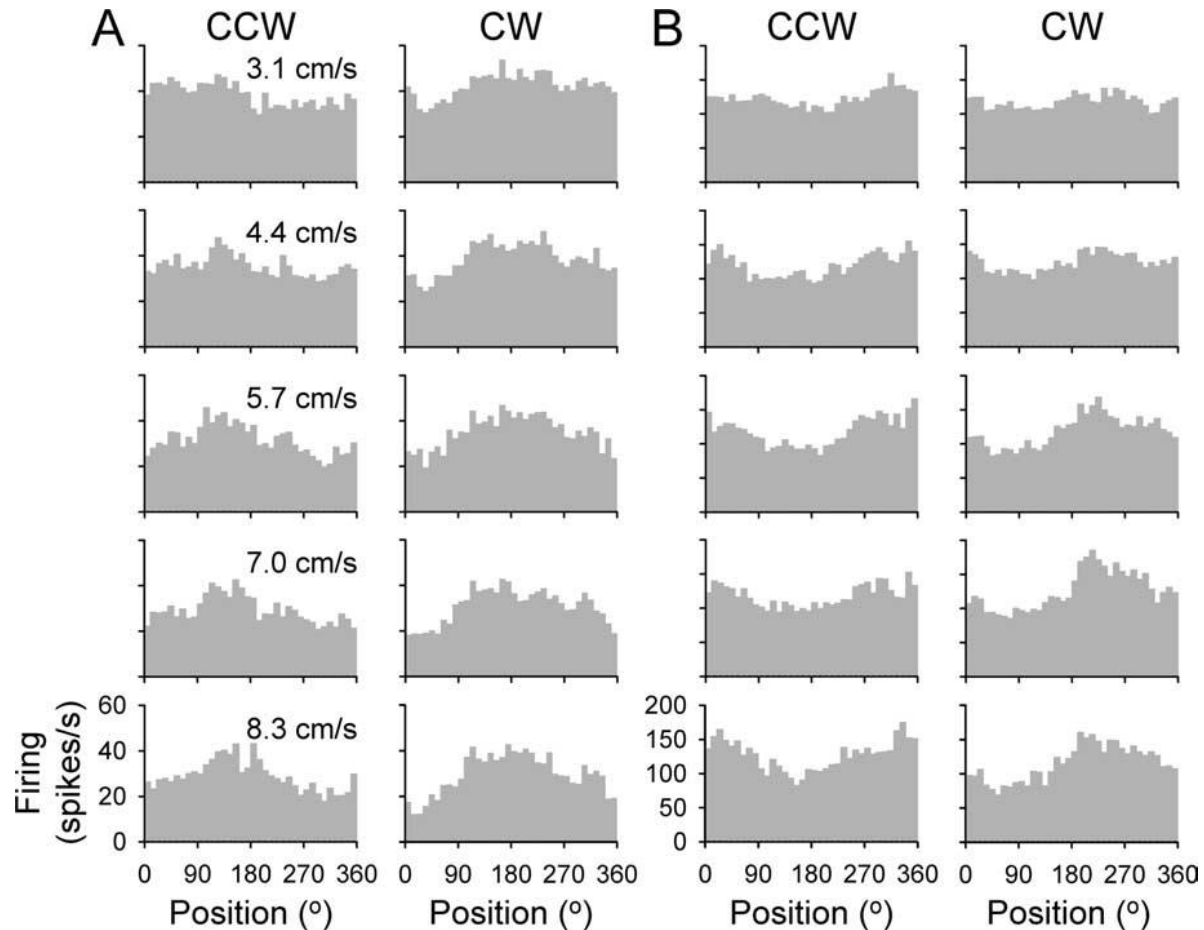 A CCW CW B CCW CW
3.1 cm/s
4.4 cm/s
5.7 cm/s
7.0 cm/s
8.3 cm/s
Firing
(spikes/s)
60
40
20
0
200
150
100
50
0
0 90 180 270 360 0 90 180 270 360 0 90 180 270 360 0 90 180 270 360
Position (º) Position (º) Position (º) Position (º)